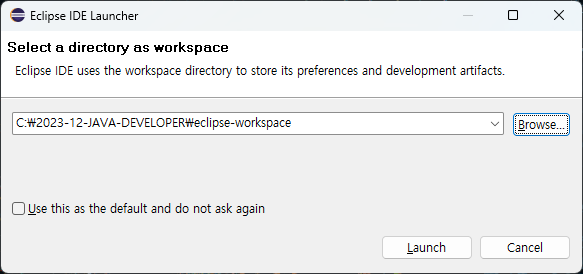 Eclipse IDE Launcher
Select a directory as workspace
Eclipse IDE uses the workspace directory to store its preferences and development artifacts.
C:₩2023-12-JAVA-DEVELOPER₩eclipse-workspace
Browse...
Use this as the default and do not ask again
Launch
Cancel